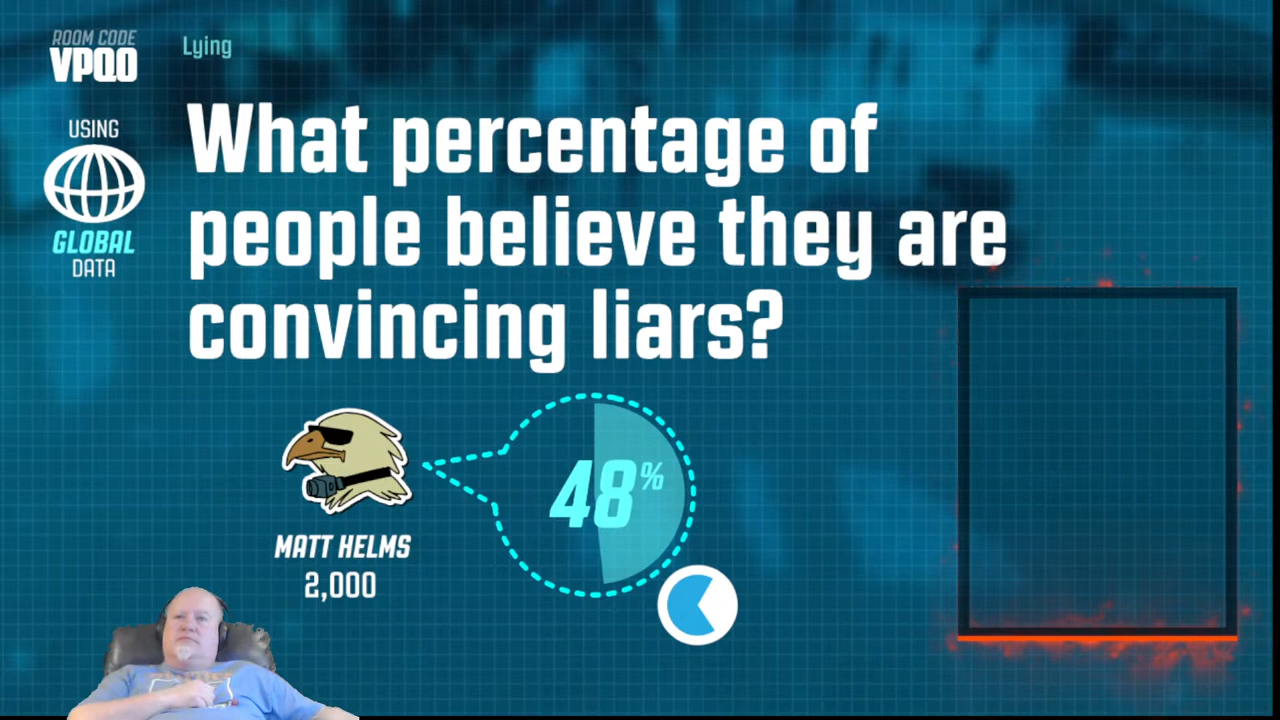 ROOM CODE
VPQO
Lying
USING
GLOBAL
DATA
What percentage of
people believe they are
convincing liars?
48%
MATT HELMS
2,000